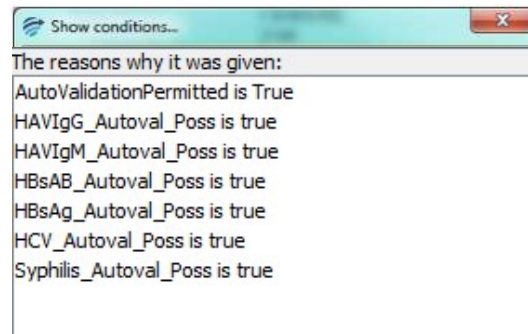 Show conditions...
The reasons why it was given:
AutoValidationPermitted is True
HAVIgG_Autoval_Poss is true
HAVIgM_Autoval_Poss is true
HBsAB_Autoval_Poss is true
HBsAg_Autoval_Poss is true
HCV_Autoval_Poss is true
Syphilis_Autoval_Poss is true